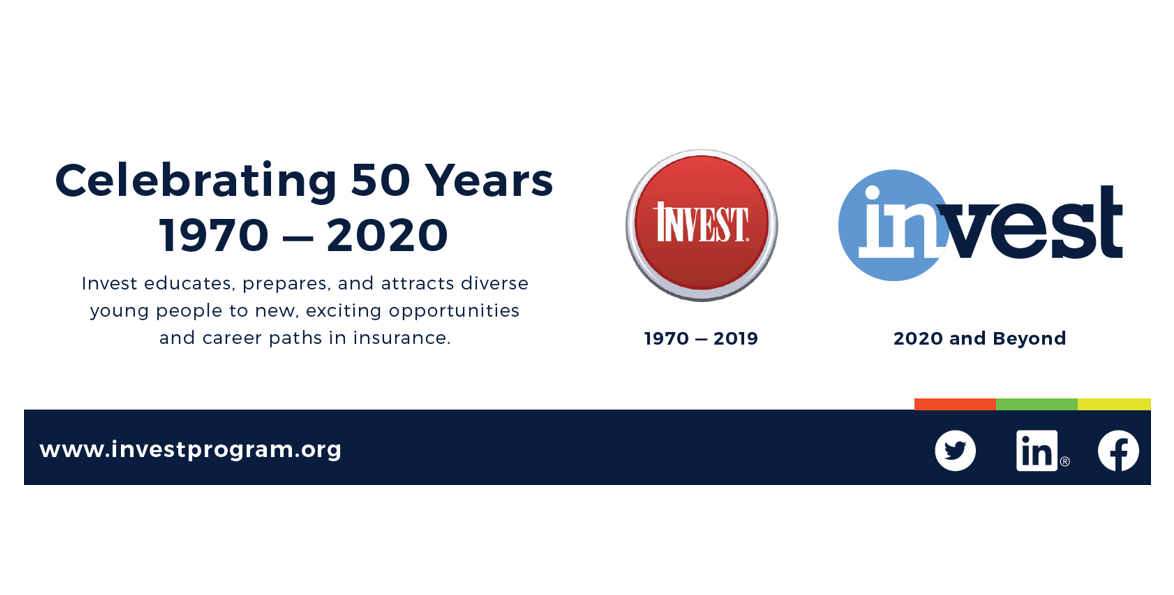 Celebrating 50 Years
1970 – 2020
Invest educates, prepares, and attracts diverse
young people to new, exciting opportunities
and career paths in insurance.
INVEST®
1970 – 2019
invest
2020 and Beyond
www.investprogram.org
in®